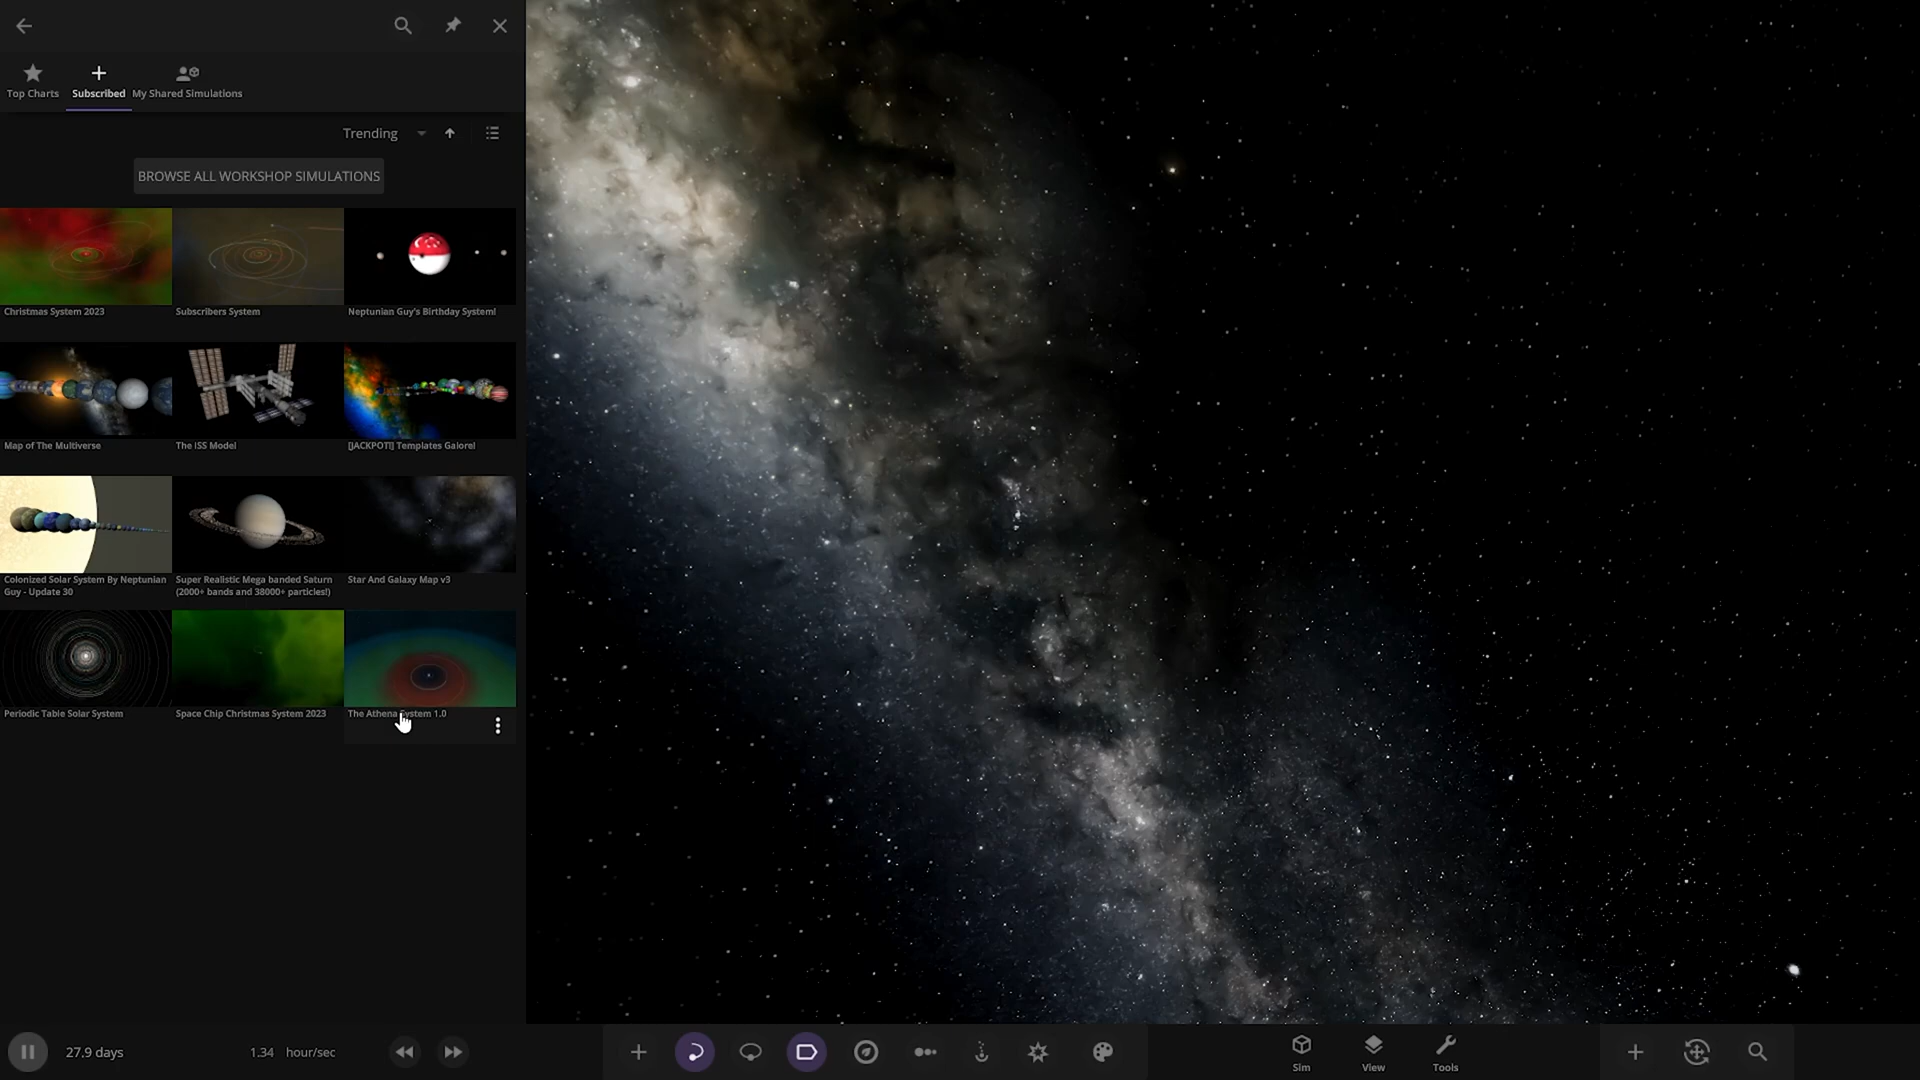 Top Charts
Subscribed
My Shared Simulations
Trending
BROWSE ALL WORKSHOP SIMULATIONS
Christmas System 2023
Subscribers System
Neptunian Guy's Birthday System!
Map of The Multiverse
The ISS Model
[JACKPOT!] Templates Galore!
Colonized Solar System By Neptunian
Guy - Update 30
Super Realistic Mega banded Saturn
(2000+ bands and 38000+ particles!)
Star And Galaxy Map v3
Periodic Table Solar System
Space Chip Christmas System 2023
The Athena System 1.0
27.9 days
1.34 hour/sec
Sim
View
Tools